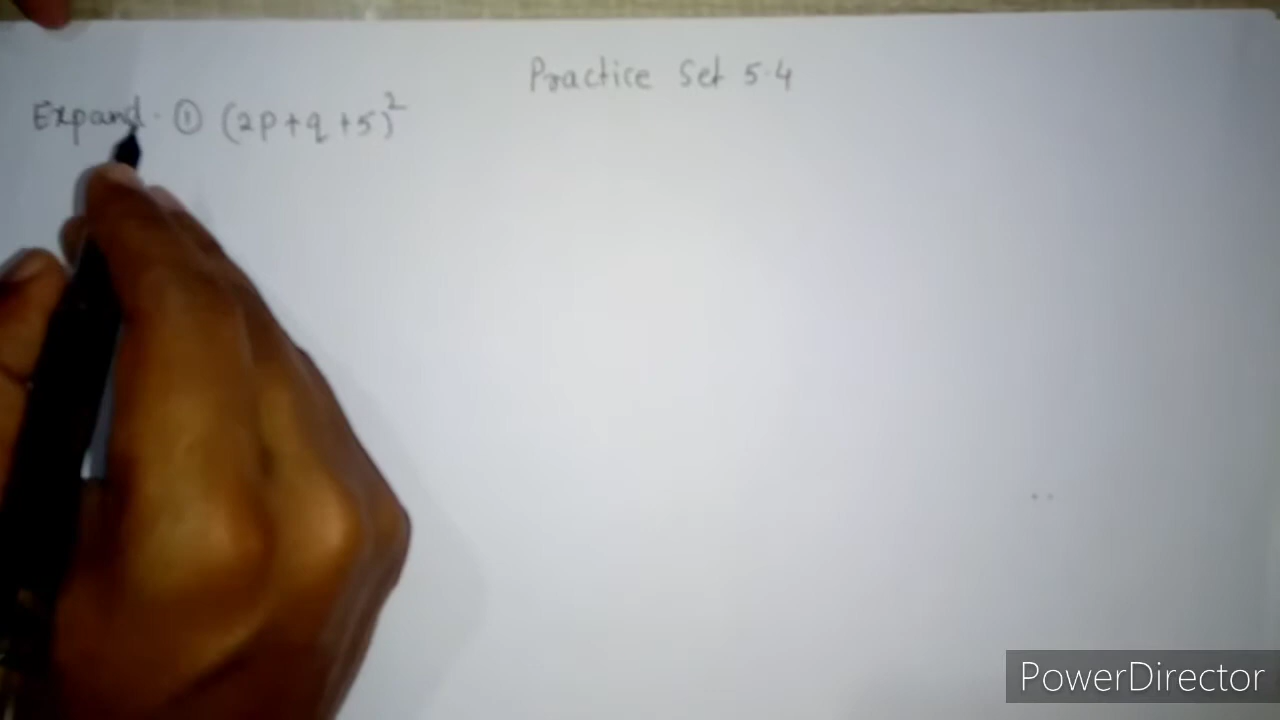 Practice Set 5.4
Expand. ① (2p+q+5)²
PowerDirector